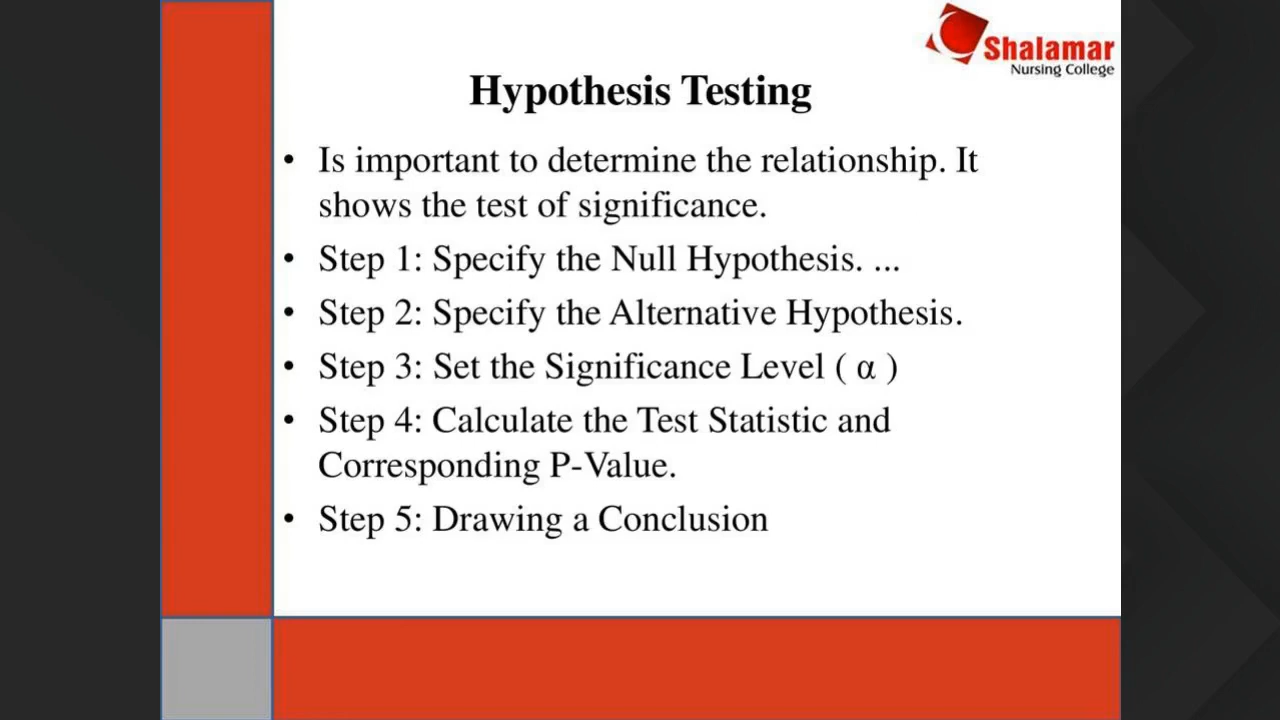 Shalamar
Nursing College
Hypothesis Testing
• Is important to determine the relationship. It
shows the test of significance.
• Step 1: Specify the Null Hypothesis. ...
• Step 2: Specify the Alternative Hypothesis.
• Step 3: Set the Significance Level ( α )
• Step 4: Calculate the Test Statistic and
Corresponding P-Value.
• Step 5: Drawing a Conclusion